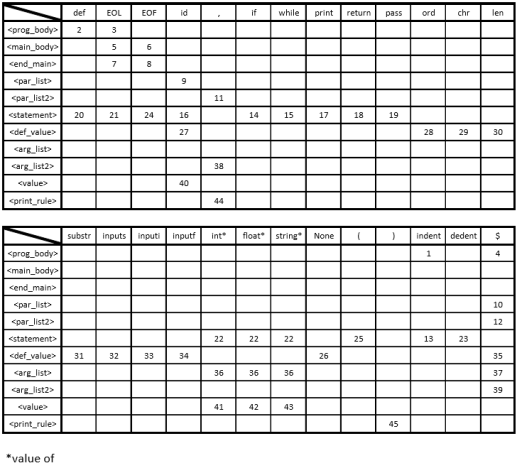 def EOL EOF id , if while print return pass ord chr len
<prog_body> 2 3
<main_body> 5 6
<end_main> 7 8
<par_list> 9
<par_list2> 11
<statement> 20 21 24 16 14 15 17 18 19
<def_value> 27 28 29 30
<arg_list>
<arg_list2> 38
<value> 40
<print_rule> 44
substr inputs inputi inputf int* float* string* None ( ) indent dedent $
<prog_body> 1 4
<main_body>
<end_main>
<par_list> 10
<par_list2> 12
<statement> 22 22 22 25 13 23
<def_value> 31 32 33 34 26 35
<arg_list> 36 36 36 37
<arg_list2> 39
<value> 41 42 43
<print_rule> 45
*value of